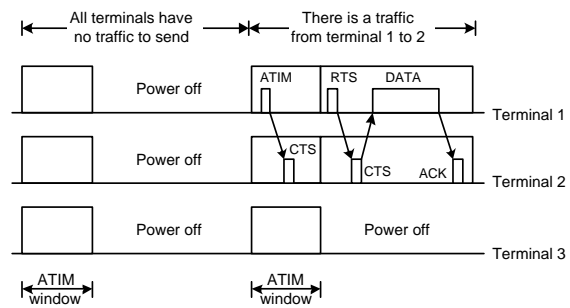 All terminals have
no traffic to send
There is a traffic
from terminal 1 to 2
Power off
ATIM
RTS
DATA
Terminal 1
Power off
CTS
CTS
ACK
Terminal 2
Power off
Power off
Terminal 3
ATIM
window
ATIM
window